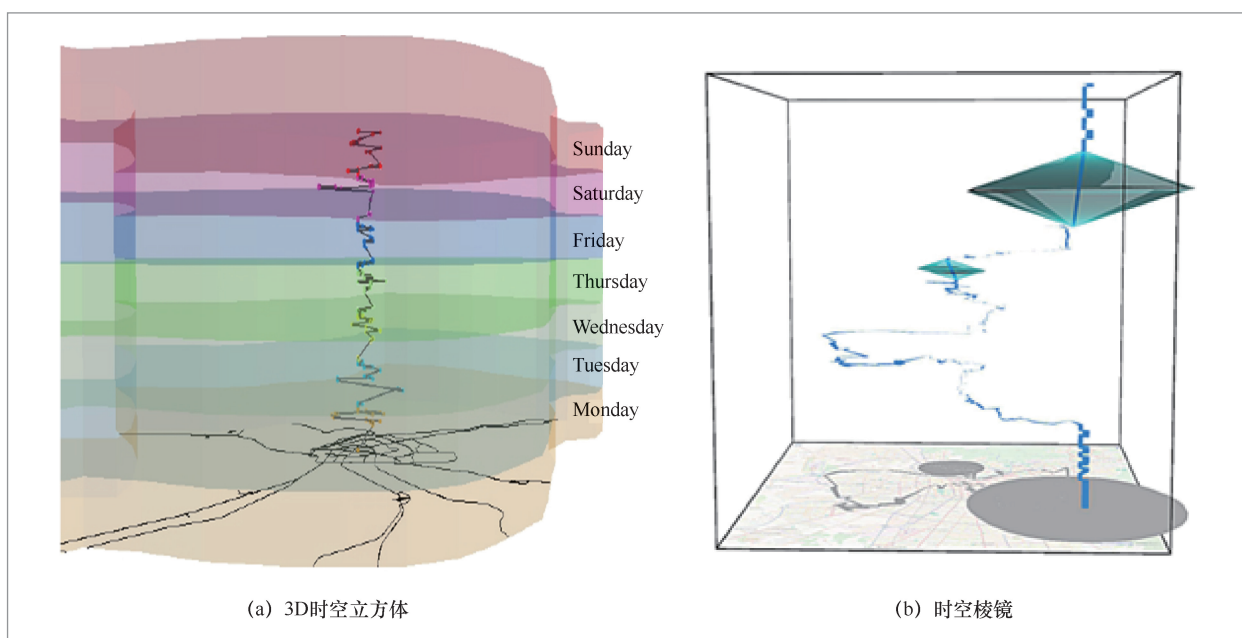 Sunday
Saturday
Friday
Thursday
Wednesday
Tuesday
Monday
(a) 3D时空立方体
(b) 时空棱镜